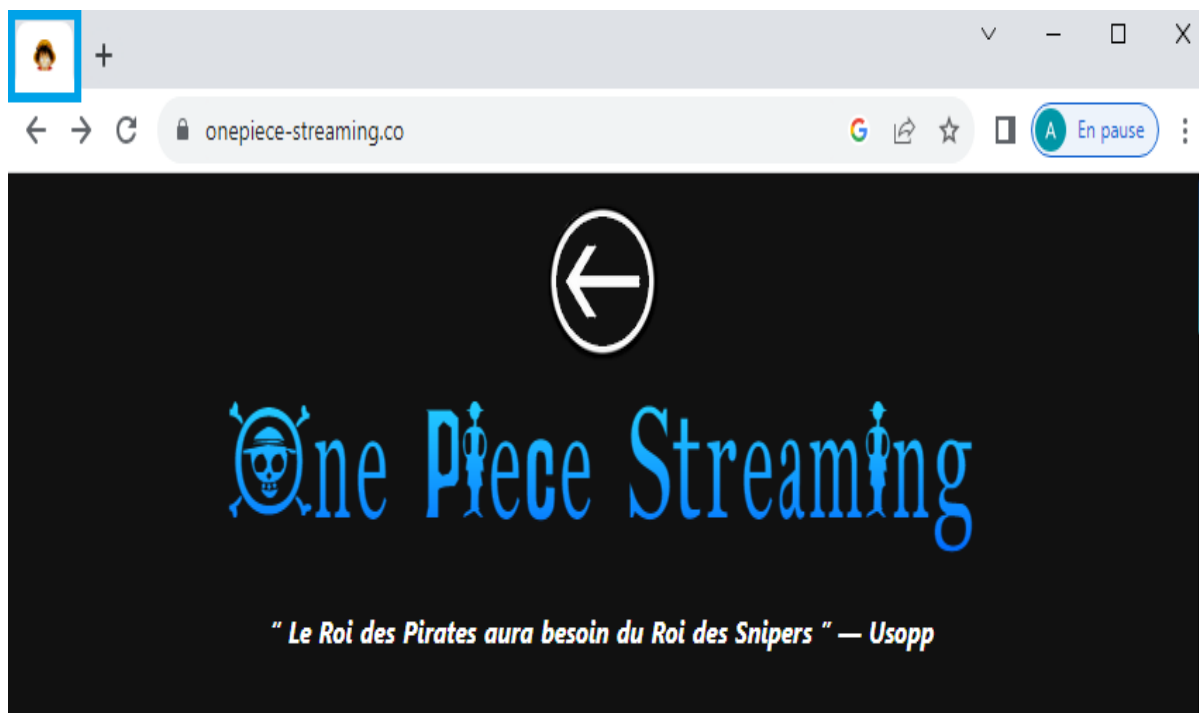 onepiece-streaming.co
G
A En pause
One Piece Streaming
“ Le Roi des Pirates aura besoin du Roi des Snipers ” — Usopp